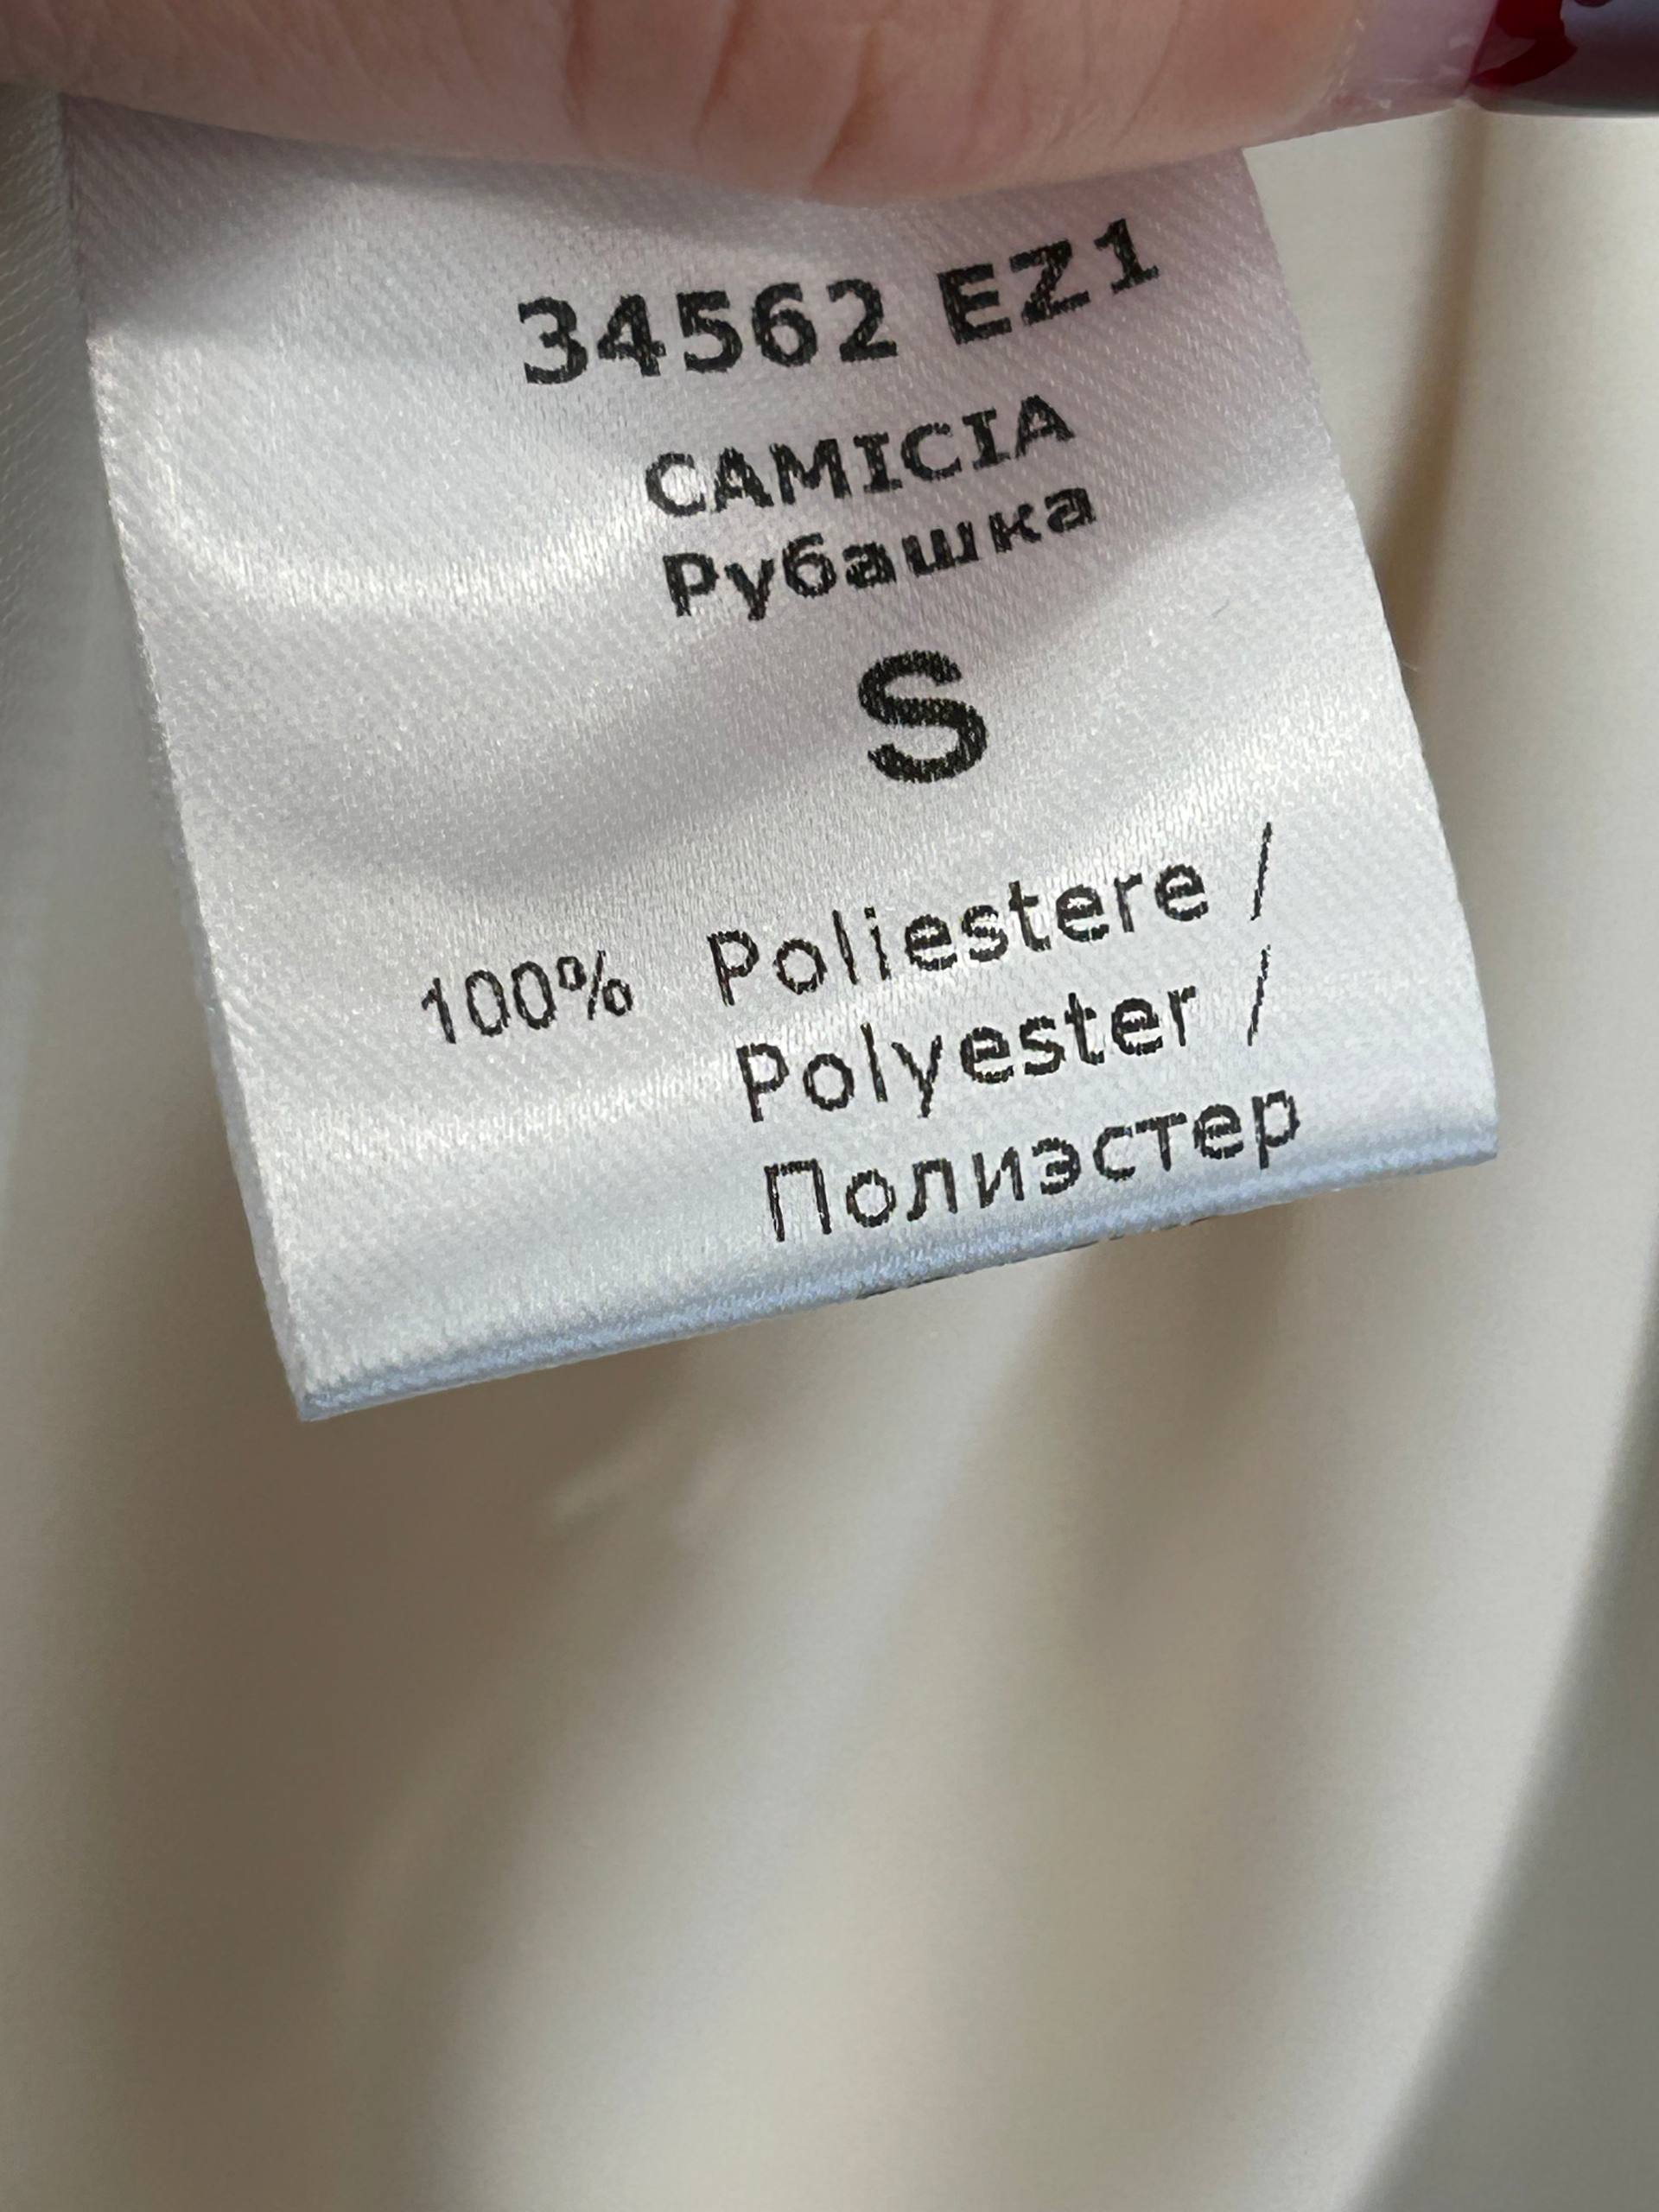 34562 EZ1
CAMICIA
Рубашка
S
100% Poliestere /
Polyester /
Полиэстер